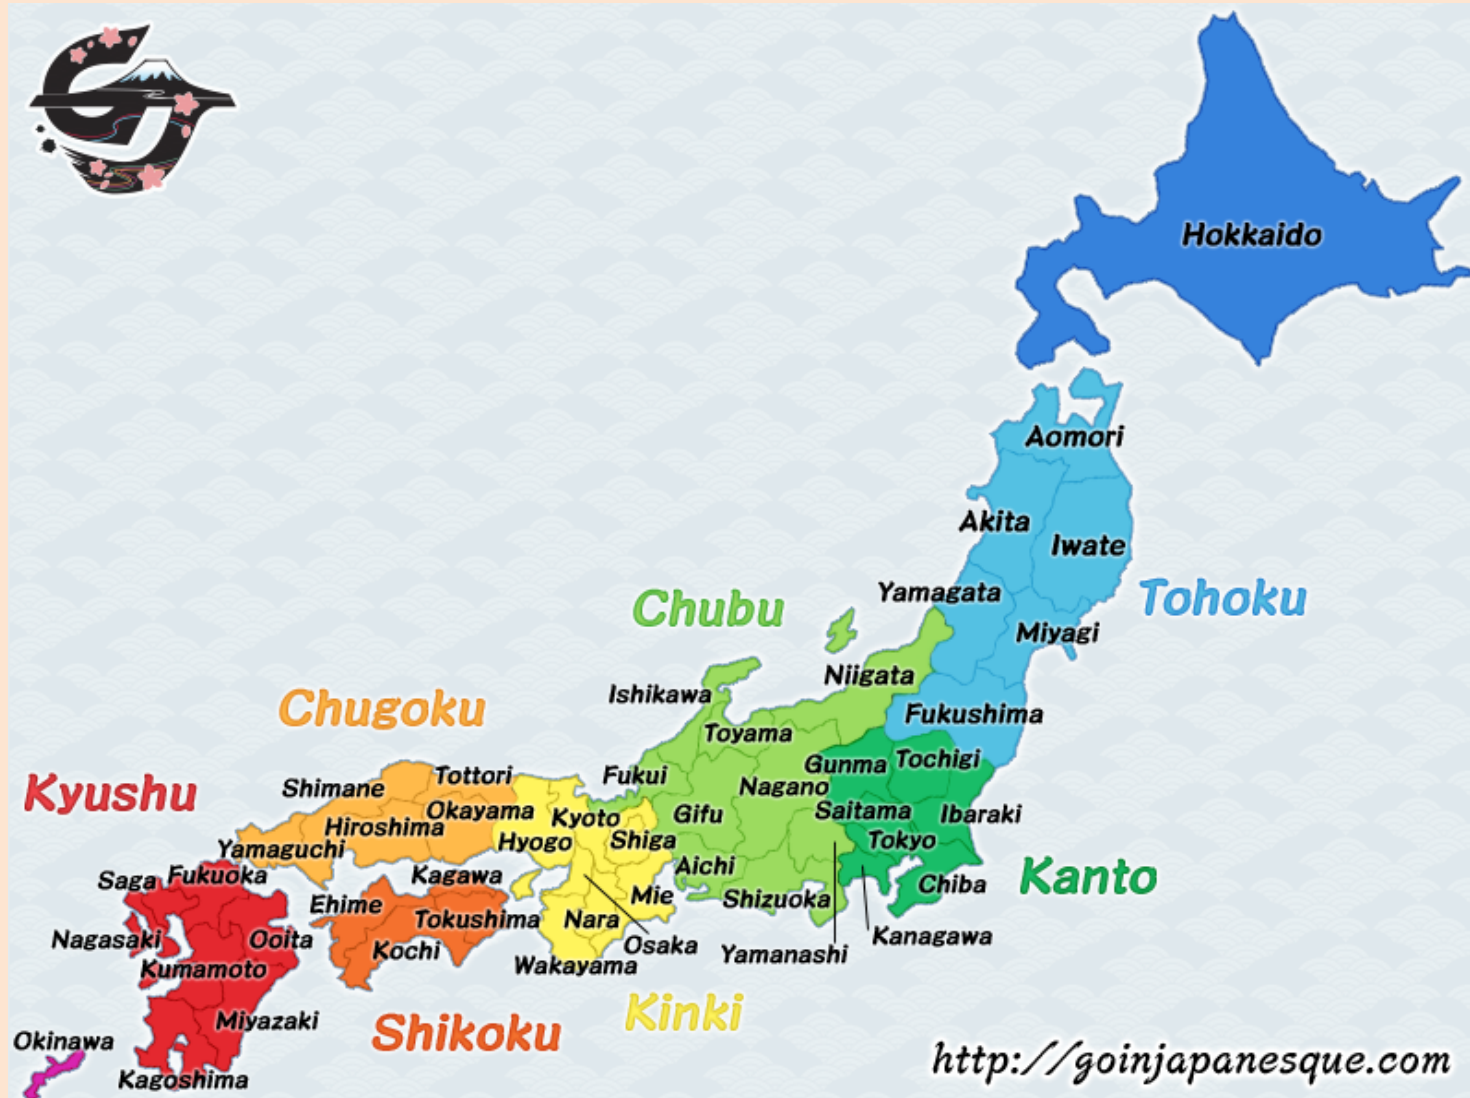 Hokkaido
Aomori
Akita
Iwate
Yamagata
Tohoku
Chubu
Miyagi
Niigata
Ishikawa
Chugoku
Fukushima
Toyama
Gunma
Tochigi
Kyushu
Shimane
Tottori
Fukui
Nagano
Okayama
Kyoto
Gifu
Saitama
Ibaraki
Hiroshima
Hyogo
Shiga
Tokyo
Yamaguchi
Aichi
Kanto
Saga
Fukuoka
Kagawa
Chiba
Ehime
Mie
Shizuoka
Tokushima
Nara
Nagasaki
Ooita
Kochi
Osaka
Kanagawa
Yamanashi
Kumamoto
Wakayama
Kinki
Miyazaki
Shikoku
Okinawa
Kagoshima
http://goinjapanesque.com